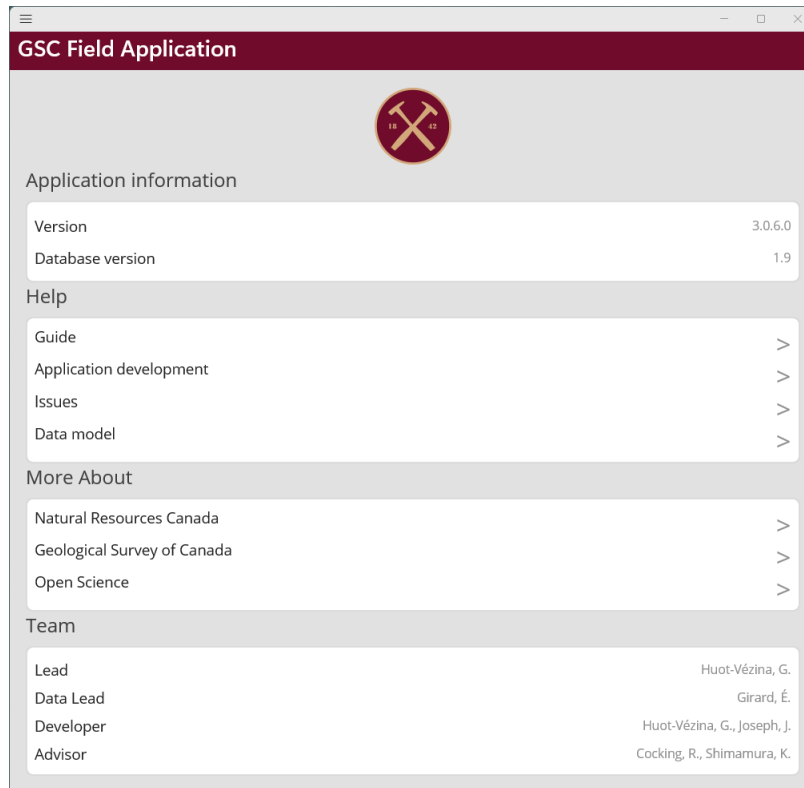 GSC Field Application
18 42
Application information
Version 3.0.6.0
Database version 1.9
Help
Guide >
Application development >
Issues >
Data model >
More About
Natural Resources Canada >
Geological Survey of Canada >
Open Science >
Team
Lead Huot-Vézina, G.
Data Lead Girard, É.
Developer Huot-Vézina, G., Joseph, J.
Advisor Cocking, R., Shimamura, K.